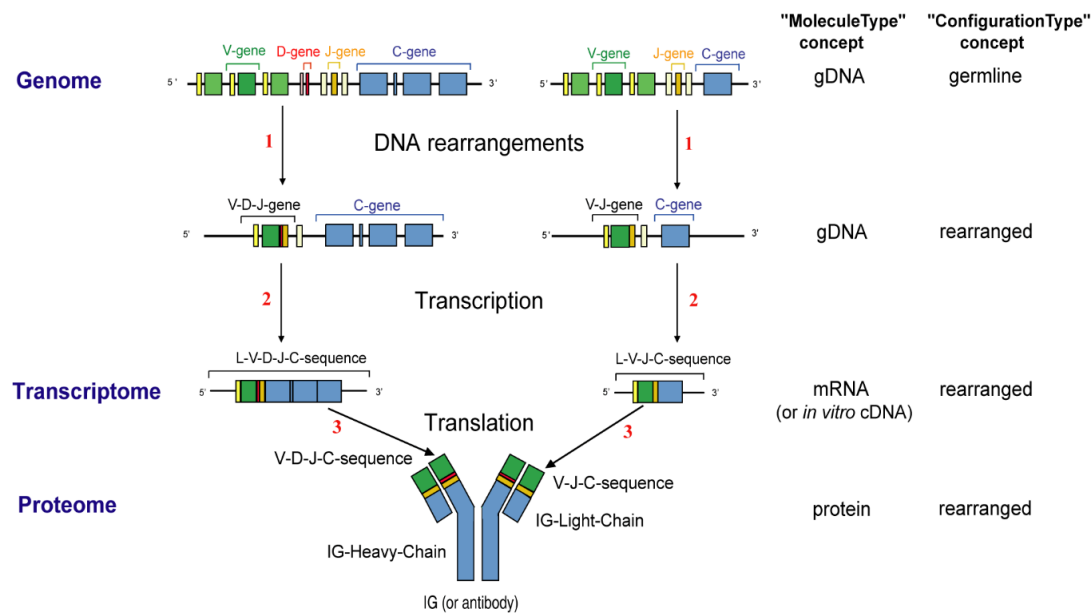 "MoleculeType" "ConfigurationType"
concept concept
V-gene D-gene J-gene C-gene V-gene J-gene C-gene
Genome 5 ' 3' 5 ' 3' gDNA germline
1 DNA rearrangements 1
V-D-J-gene C-gene V-J-gene C-gene
5' 3' 5' 3' gDNA rearranged
2 Transcription 2
L-V-D-J-C-sequence L-V-J-C-sequence
Transcriptome 5' 3' 5' 3' mRNA rearranged
(or in vitro cDNA)
3 Translation 3
V-D-J-C-sequence V-J-C-sequence
Proteome protein rearranged
IG-Light-Chain
IG-Heavy-Chain
IG (or antibody)